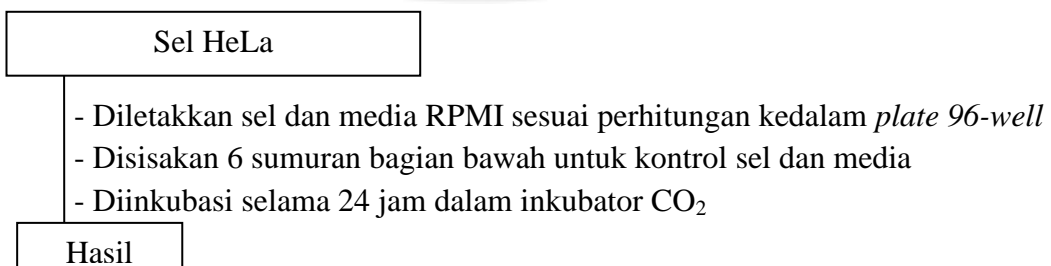 Sel HeLa
- Diletakkan sel dan media RPMI sesuai perhitungan kedalam plate 96-well
- Disisakan 6 sumuran bagian bawah untuk kontrol sel dan media
- Diinkubasi selama 24 jam dalam inkubator CO₂
Hasil